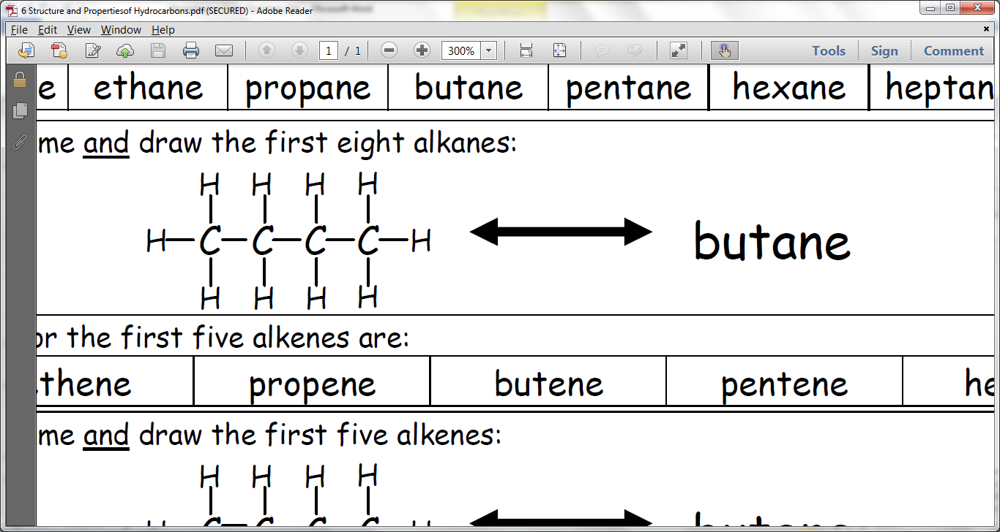 6 Structure and Propertiesof Hydrocarbons.pdf (SECURED) - Adobe Reader
File Edit View Window Help
1 / 1 300% Tools Sign Comment
e ethane propane butane pentane hexane heptan
me and draw the first eight alkanes:
H H H H
H C C C C H
butane
H H H H
or the first five alkenes are:
thene propene butene pentene he
me and draw the first five alkenes:
H H H H